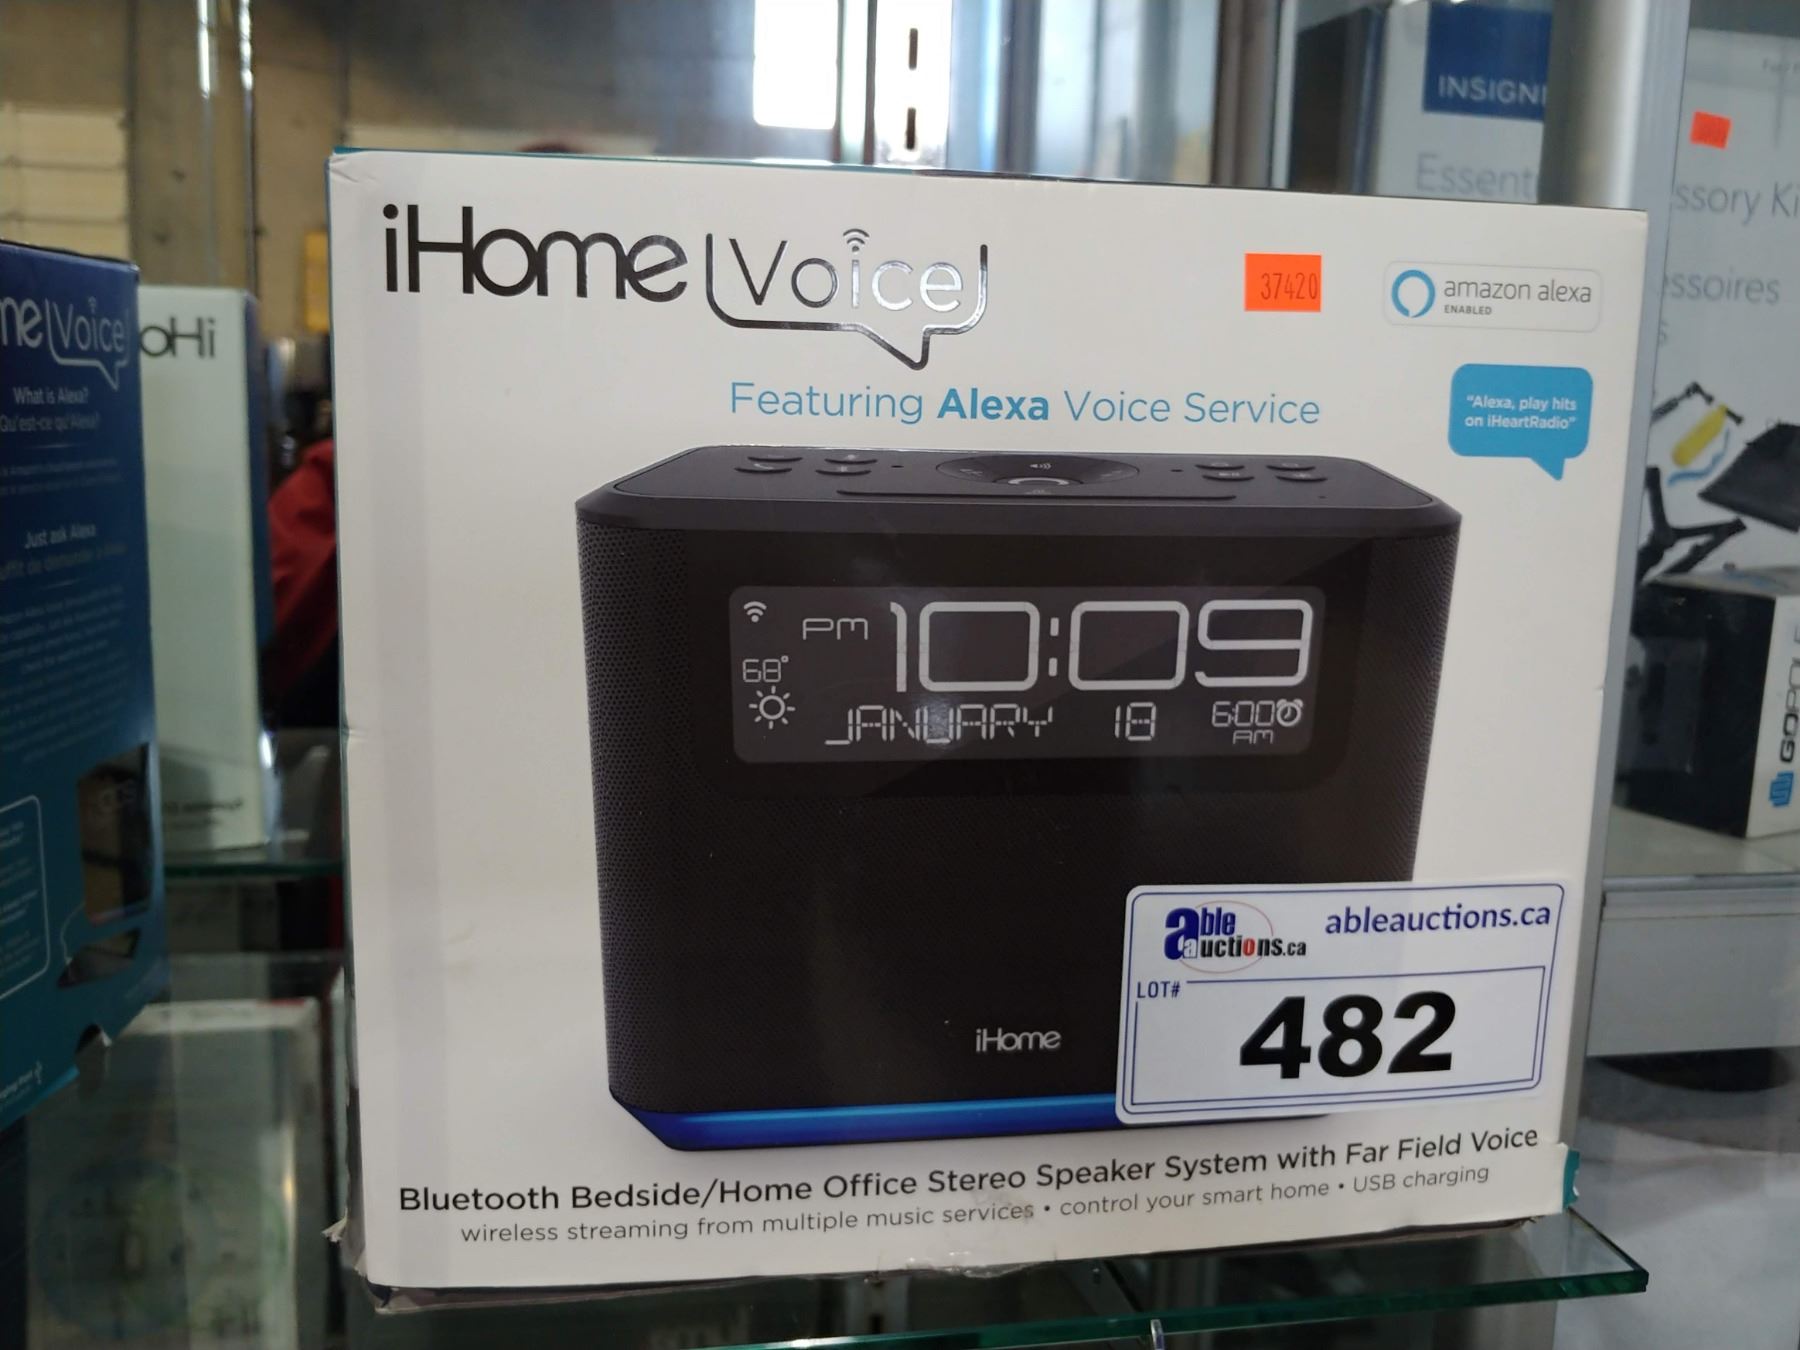 iHome Voice
37420
amazon alexa
ENABLED
Featuring Alexa Voice Service
"Alexa, play hits
on iHeartRadio"
PM 10:09
68°
JANUARY 18 6:00
AM
iHome
able
auctions.ca
ableauctions.ca
LOT#
482
Bluetooth Bedside/Home Office Stereo Speaker System with Far Field Voice
wireless streaming from multiple music services • control your smart home • USB charging
Voice
What is Alexa?
Qu'est-ce qu'Alexa?
Just ask Alexa
oHi
INSIGNI
Essent
ssory Ki
essoires
GOPOLE